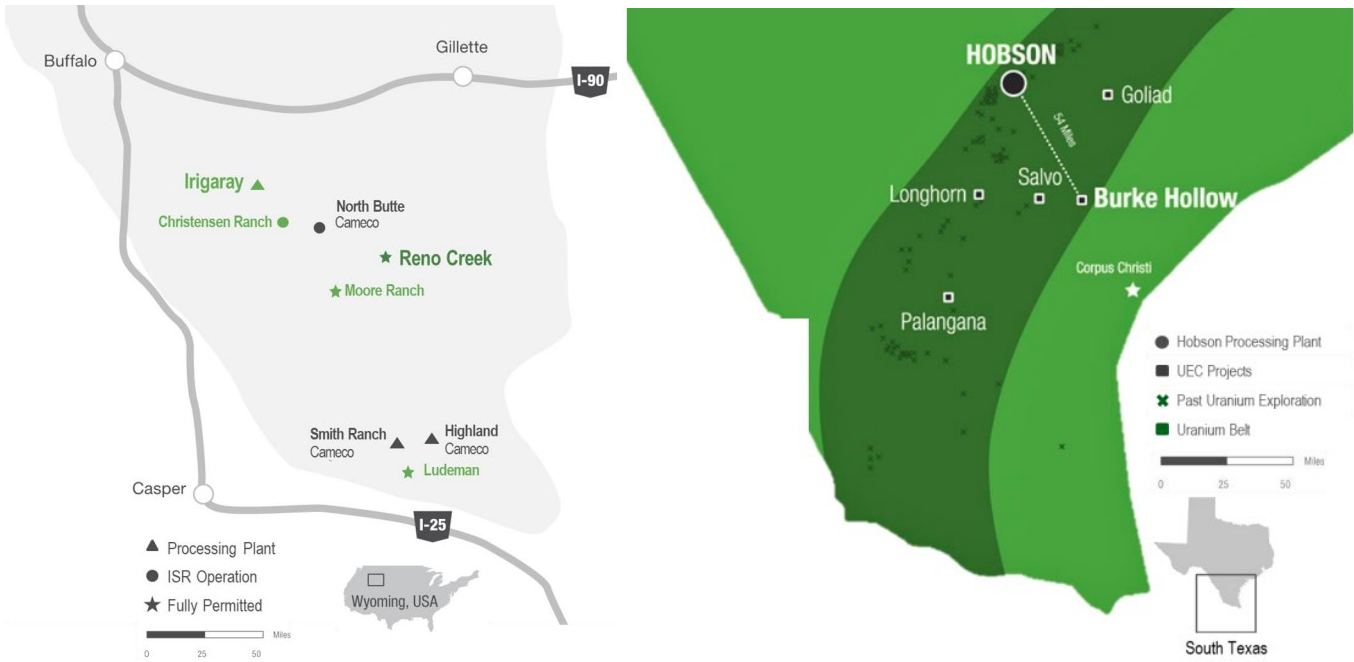 Buffalo
Gillette
I-90
Irigaray
Christensen Ranch
North Butte
Cameco
Reno Creek
Moore Ranch
Smith Ranch
Cameco
Highland
Cameco
Ludeman
Casper
I-25
Processing Plant
ISR Operation
Fully Permitted
Miles
0 25 50
Wyoming, USA
HOBSON
Goliad
54 Miles
Longhorn
Salvo
Burke Hollow
Corpus Christi
Palangana
Hobson Processing Plant
UEC Projects
Past Uranium Exploration
Uranium Belt
Miles
0 25 50
South Texas